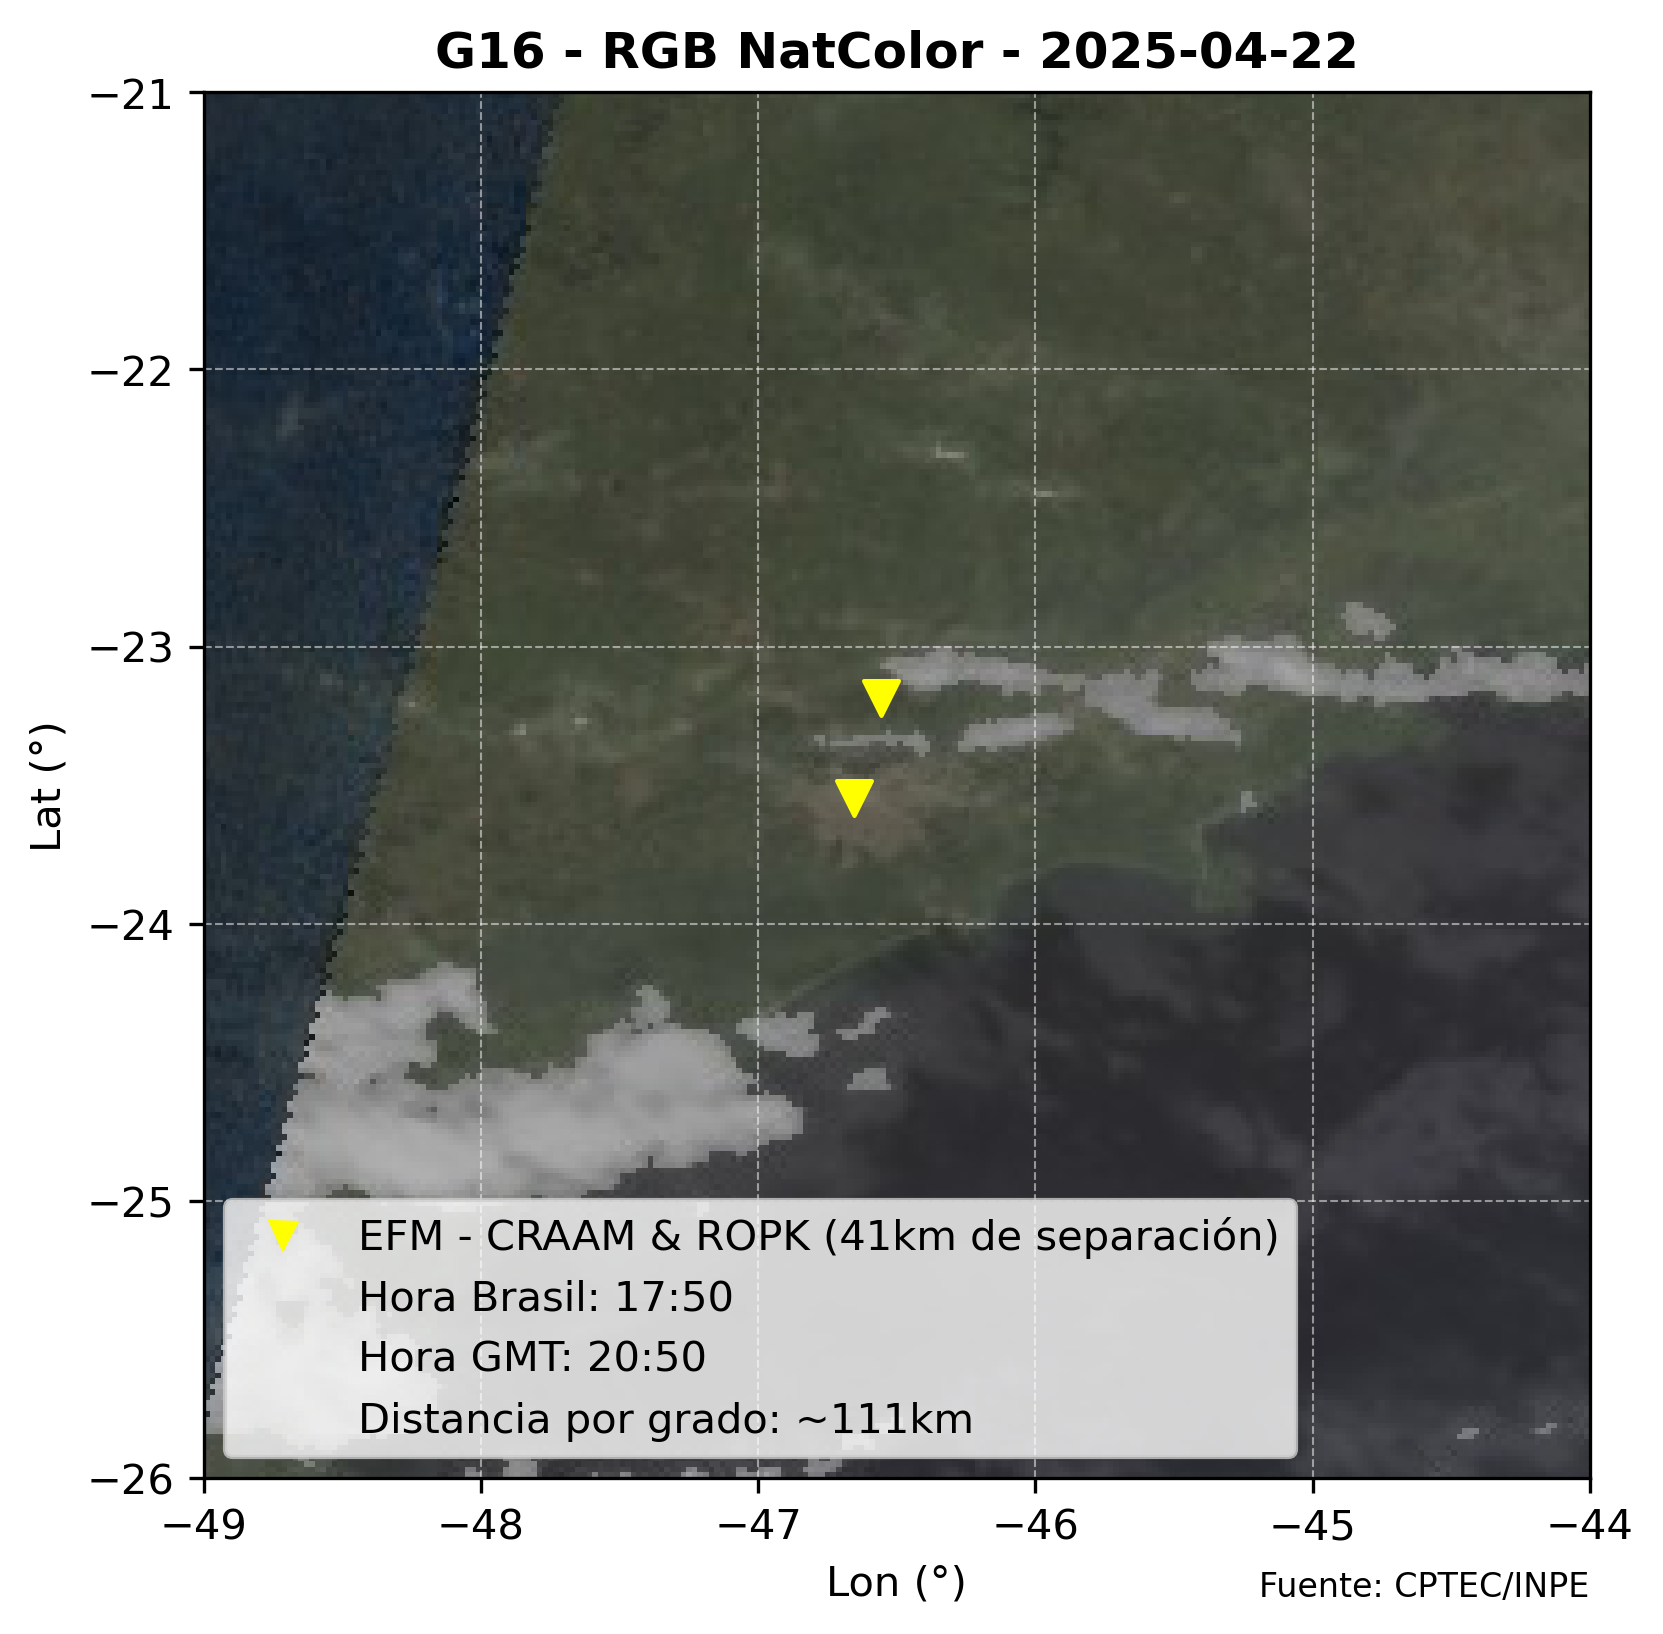 G16 - RGB NatColor - 2025-04-22
−21
−22
−23
−24
−25
−26
Lat (°)
EFM - CRAAM & ROPK (41km de separación)
Hora Brasil: 17:50
Hora GMT: 20:50
Distancia por grado: ~111km
−49
−48
−47
−46
−45
−44
Lon (°)
Fuente: CPTEC/INPE